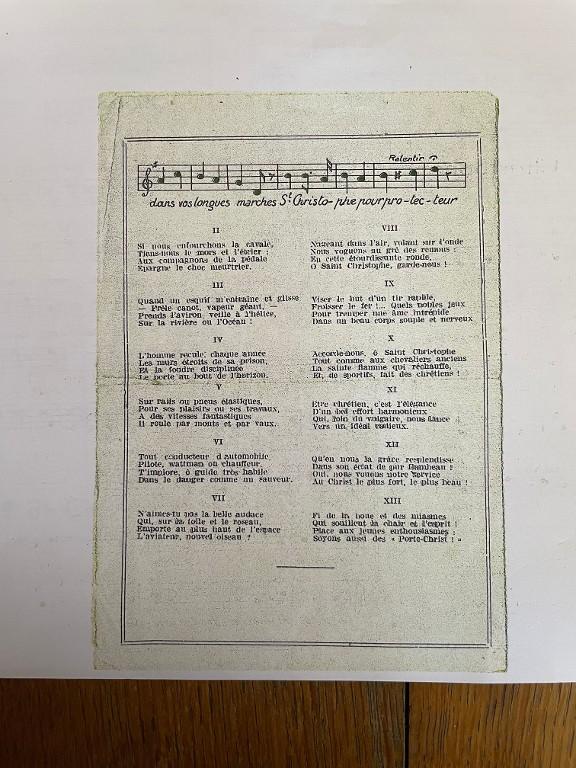 Ralentir
dans vos longues marches St. Christo- phe pour pro- lec- teur
II
Si nous enfourchons la cavale,
Tiens-nous le mors et l'étrier ;
Aux compagnons de la pédale
Epargne le choc meurtrier.
III
Quand un esquif m'entraîne et glisse
— Frêle canot, vapeur géant, —
Prends l'aviron, veille à l'hélice,
Sur la rivière ou l'Océan !
IV
L'homme recule, chaque année
Les murs étroits de sa prison,
Et la foudre disciplinée
Le porte au bout de l'horizon.
V
Sur rails ou pneus élastiques,
Pour ses plaisirs ou ses travaux,
A des vitesses fantastiques
Il roule par monts et par vaux.
VI
Tout conducteur d'automobile
Pilote, wattman ou chauffeur,
T'implore, ô guide très habile
Dans le danger comme un sauveur.
VII
N'aimes-tu pas la belle audace
Qui, sur la toile et le roseau,
Emporte au plus haut de l'espace
L'aviateur, nouvel oiseau ?
VIII
Nageant dans l'air, volant sur l'onde
Nous voguons au gré des remous :
En cette étourdissante ronde,
O Saint Christophe, garde-nous !
IX
Viser le but d'un tir rapide,
Froisser le fer !... Quels nobles jeux
Pour tremper une âme intrépide
Dans un beau corps souple et nerveux
X
Accorde-nous, ô Saint Christophe
Tout comme aux chevaliers anciens
La sainte flamme qui réchauffe,
Et, de sportifs, fait des chrétiens !
XI
Etre chrétien, c'est l'élégance
D'un bel effort harmonieux
Qui, loin du vulgaire, nous lance
Vers un idéal radieux.
XII
Qu'en nous la grâce resplendisse
Dans son éclat de pur flambeau !
Oui, nous vouons notre service
Au Christ le plus fort, le plus beau !
XIII
Fi de la boue et des miasmes
Qui souillent la chair et l'esprit !
Place aux jeunes enthousiasmes ;
Soyons aussi des « Porte-Christ ! »